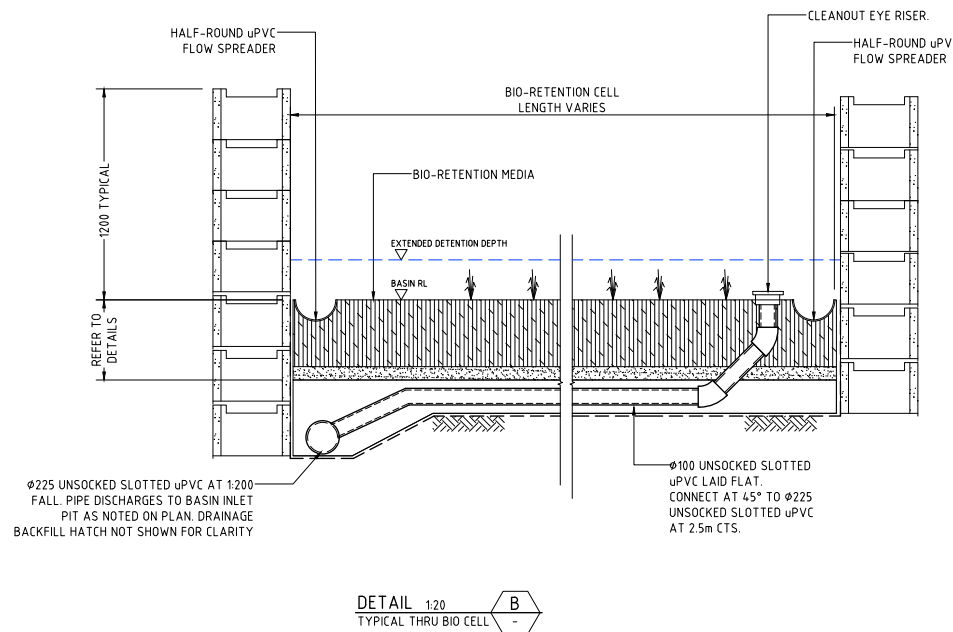 CLEANOUT EYE RISER.
HALF-ROUND uPVC
FLOW SPREADER
HALF-ROUND uPV
FLOW SPREADER
BIO-RETENTION CELL
LENGTH VARIES
1200 TYPICAL
BIO-RETENTION MEDIA
EXTENDED DETENTION DEPTH
BASIN RL
REFER TO
DETAILS
Ø225 UNSOCKED SLOTTED uPVC AT 1:200
FALL. PIPE DISCHARGES TO BASIN INLET
PIT AS NOTED ON PLAN. DRAINAGE
BACKFILL HATCH NOT SHOWN FOR CLARITY
Ø100 UNSOCKED SLOTTED
uPVC LAID FLAT.
CONNECT AT 45° TO Ø225
UNSOCKED SLOTTED uPVC
AT 2.5m CTS.
DETAIL 1:20 B
TYPICAL THRU BIO CELL -